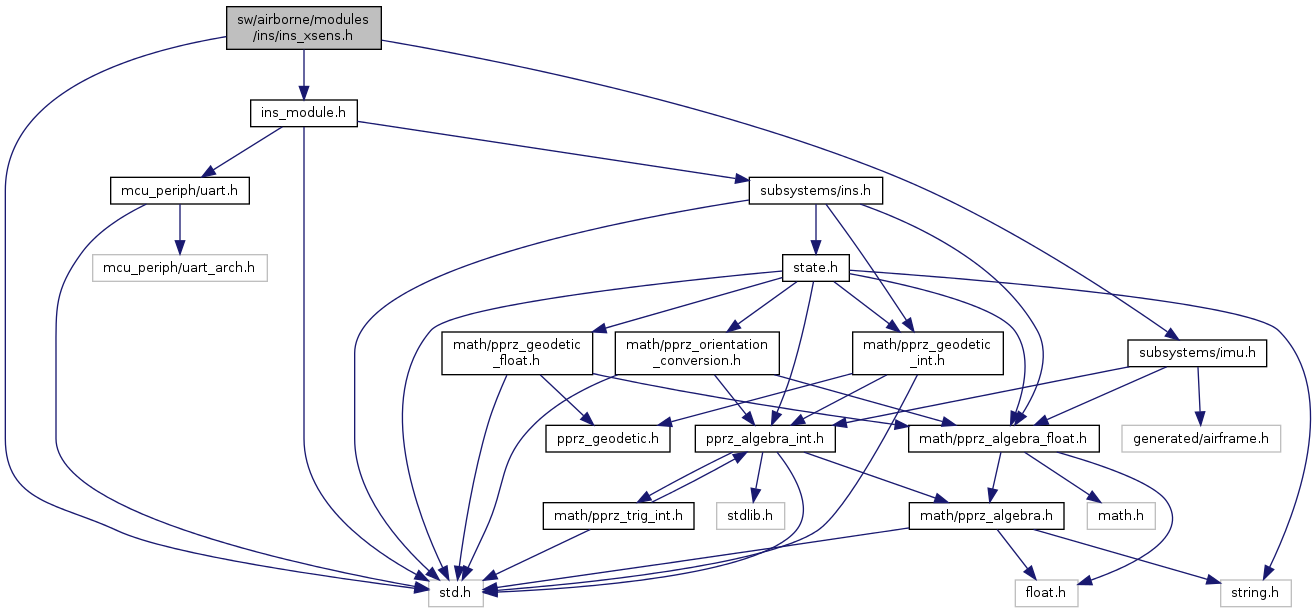 sw/airborne/modules
/ins/ins_xsens.h
ins_module.h
mcu_periph/uart.h
subsystems/ins.h
mcu_periph/uart_arch.h
state.h
math/pprz_geodetic
_float.h
math/pprz_orientation
_conversion.h
math/pprz_geodetic
_int.h
subsystems/imu.h
pprz_geodetic.h
pprz_algebra_int.h
math/pprz_algebra_float.h
generated/airframe.h
math/pprz_trig_int.h
stdlib.h
math/pprz_algebra.h
math.h
std.h
float.h
string.h